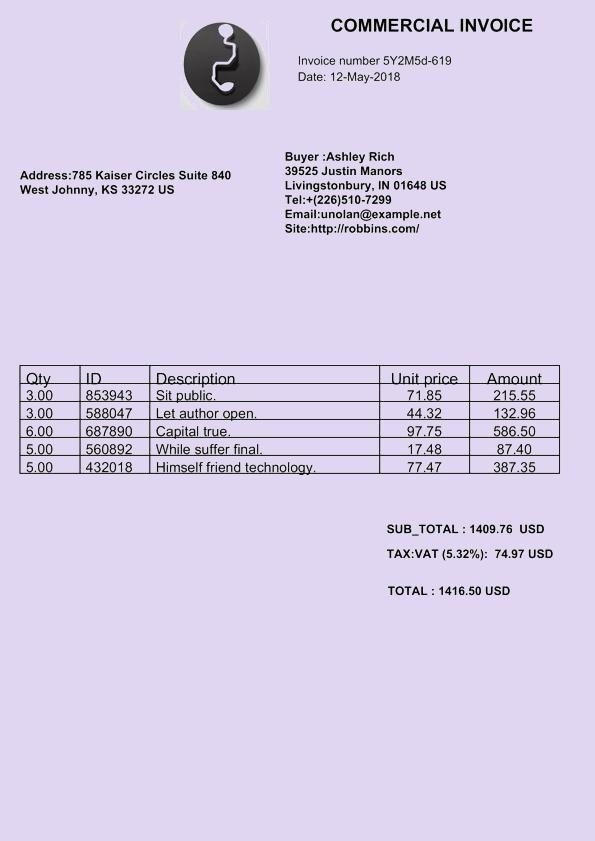 COMMERCIAL INVOICE
Invoice number 5Y2M5d-619
Date: 12-May-2018
Address:785 Kaiser Circles Suite 840
West Johnny, KS 33272 US
Buyer :Ashley Rich
39525 Justin Manors
Livingstonbury, IN 01648 US
Tel:+(226)510-7299
Email:unolan@example.net
Site:http://robbins.com/
Qty ID Description Unit price Amount
3.00 853943 Sit public. 71.85 215.55
3.00 588047 Let author open. 44.32 132.96
6.00 687890 Capital true. 97.75 586.50
5.00 560892 While suffer final. 17.48 87.40
5.00 432018 Himself friend technology. 77.47 387.35
SUB_TOTAL : 1409.76 USD
TAX:VAT (5.32%): 74.97 USD
TOTAL : 1416.50 USD